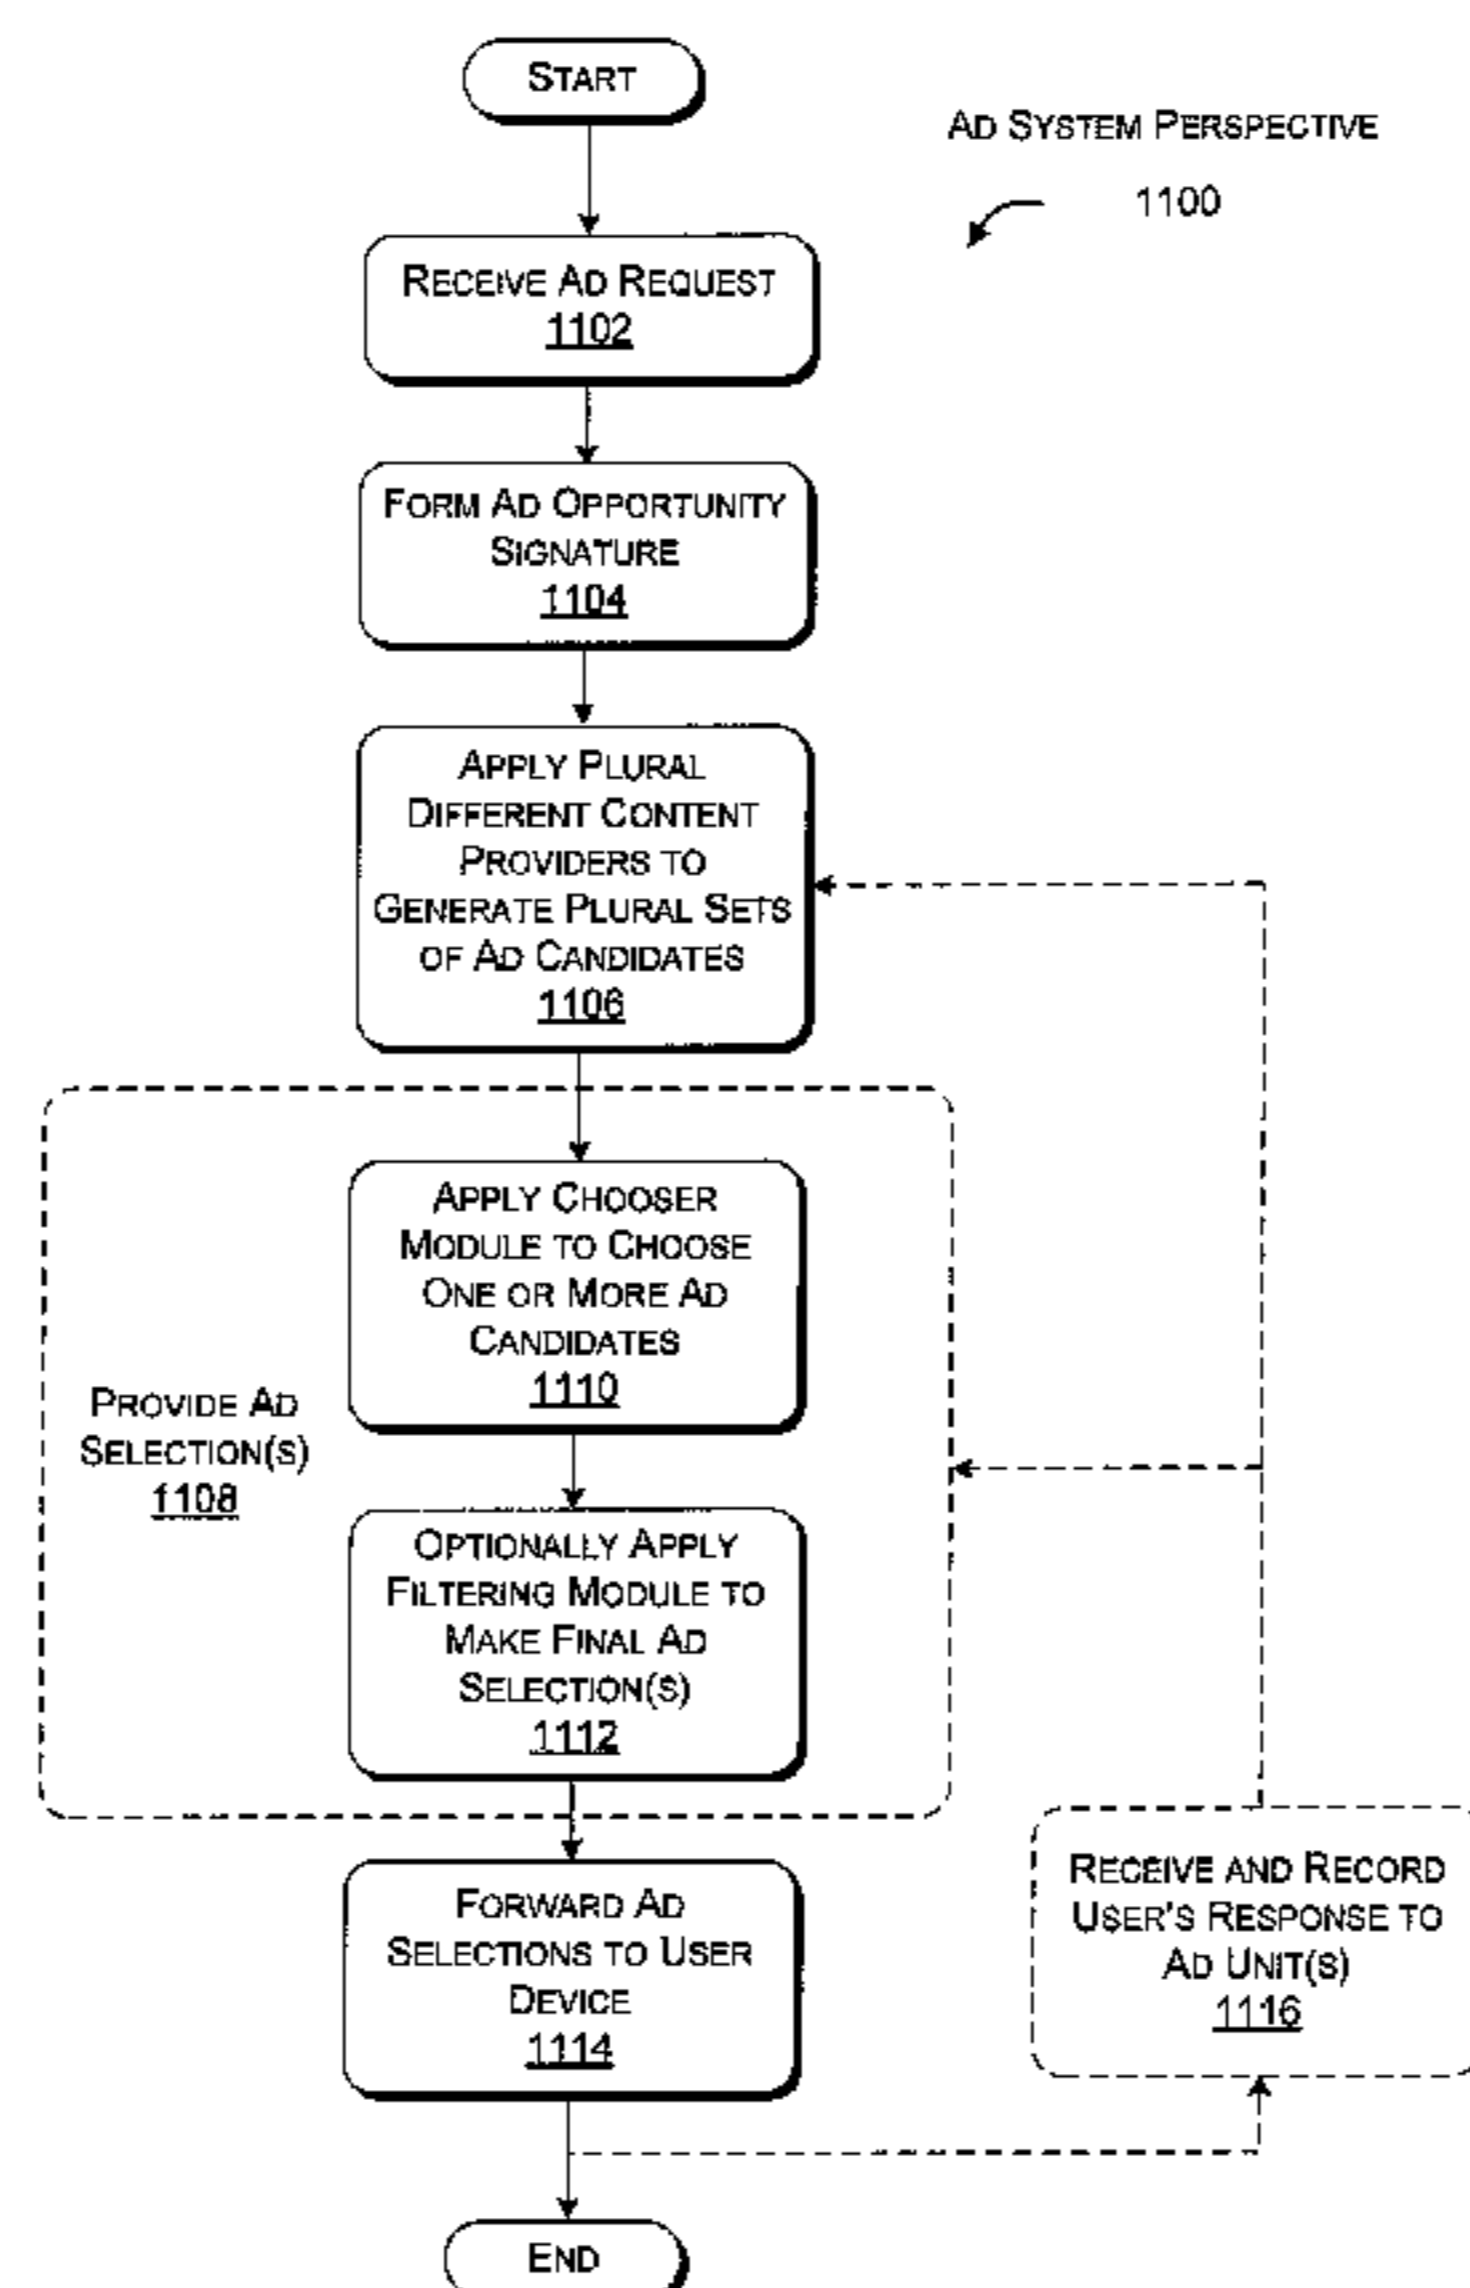 START
AD SYSTEM PERSPECTIVE
1100
RECEIVE AD REQUEST
1102
FORM AD OPPORTUNITY
SIGNATURE
1104
APPLY PLURAL
DIFFERENT CONTENT
PROVIDERS TO
GENERATE PLURAL SETS
OF AD CANDIDATES
1106
APPLY CHOOSER
MODULE TO CHOOSE
ONE OR MORE AD
CANDIDATES
1110
PROVIDE AD
SELECTION(S)
1108
OPTIONALLY APPLY
FILTERING MODULE TO
MAKE FINAL AD
SELECTION(S)
1112
FORWARD AD
SELECTIONS TO USER
DEVICE
1114
RECEIVE AND RECORD
USER'S RESPONSE TO
AD UNIT(S)
1116
END